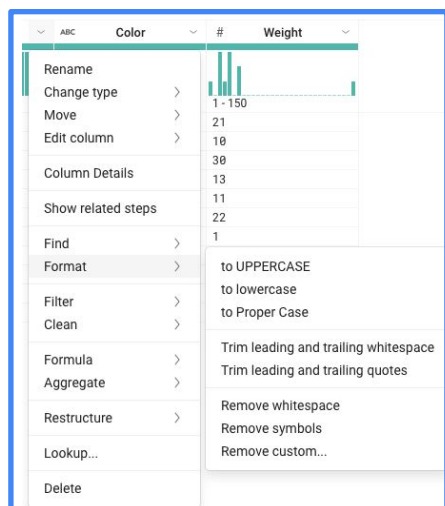 ABC Color # Weight
1 - 150
21
10
30
13
11
22
1
Rename
Change type
Move
Edit column
Column Details
Show related steps
Find
Format
Filter
Clean
Formula
Aggregate
Restructure
Lookup...
Delete
to UPPERCASE
to lowercase
to Proper Case
Trim leading and trailing whitespace
Trim leading and trailing quotes
Remove whitespace
Remove symbols
Remove custom...